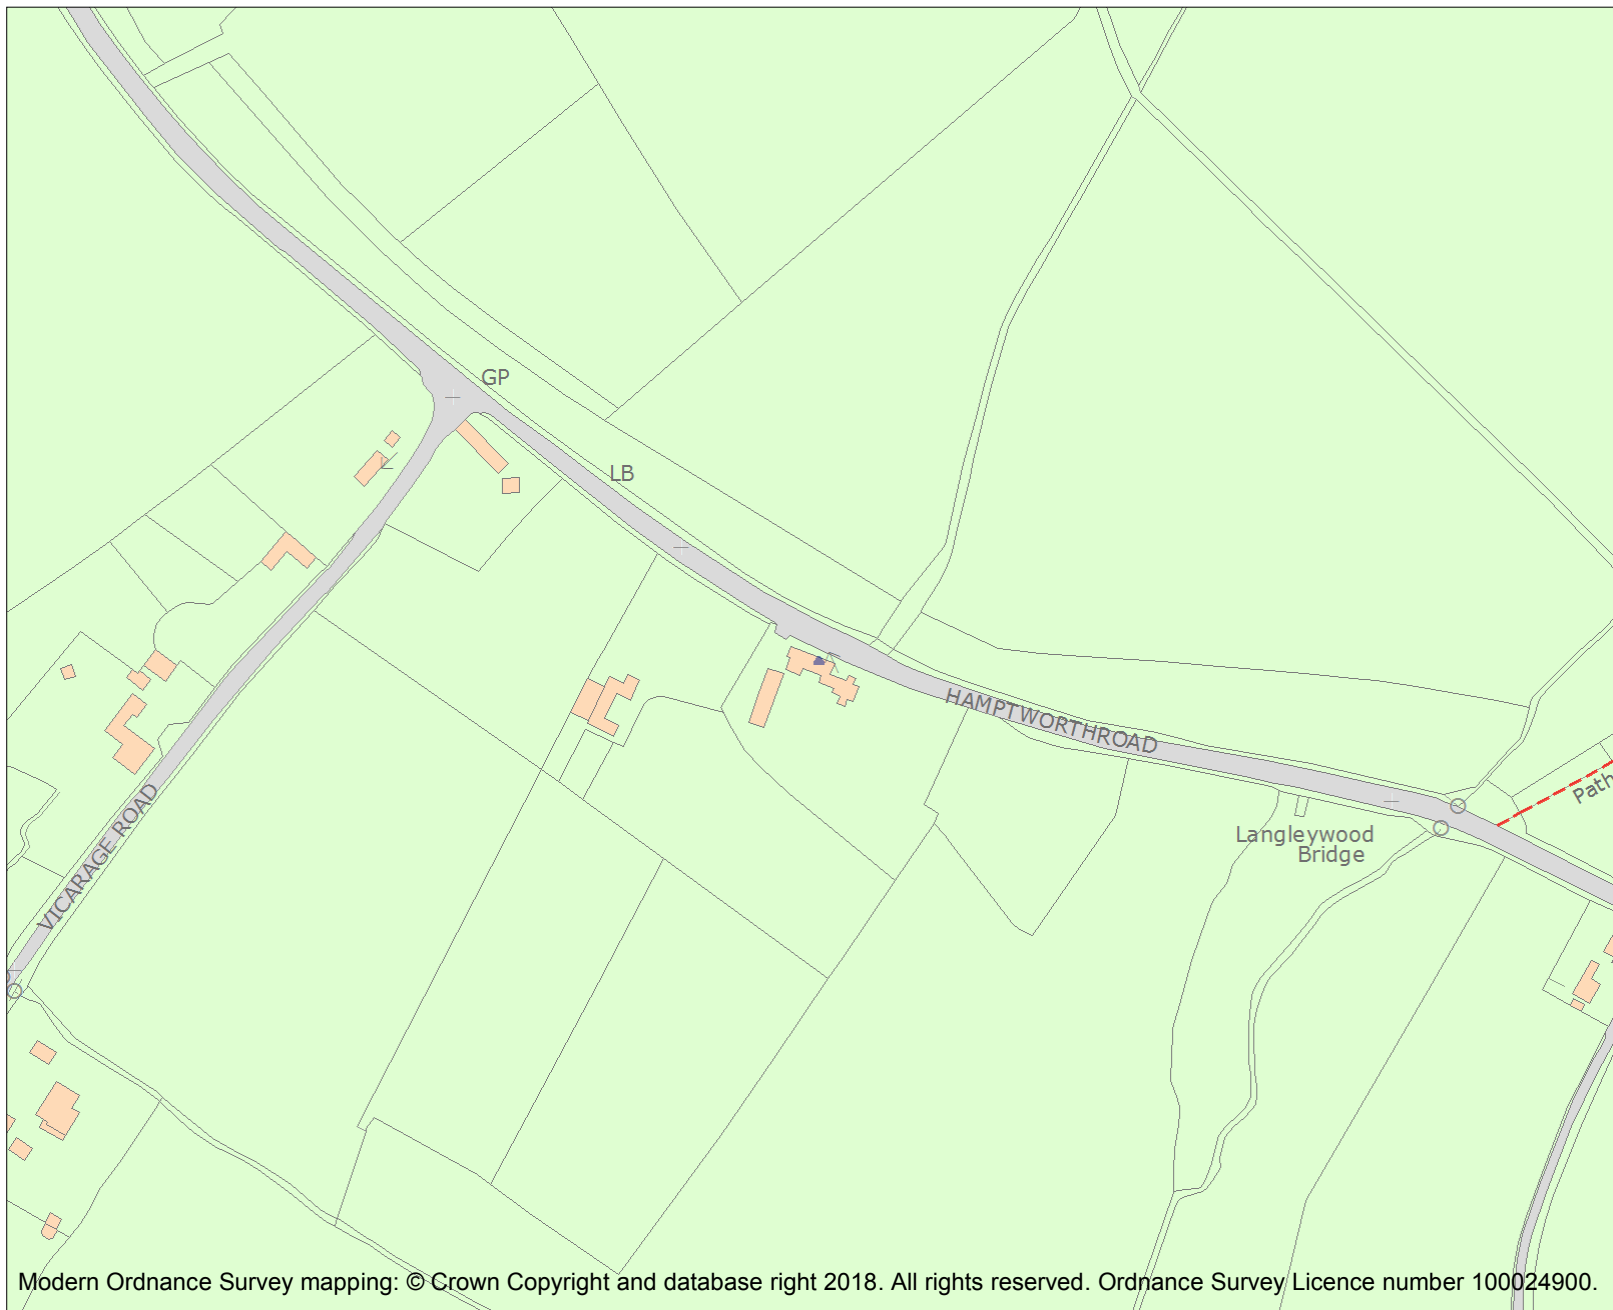 GP
LB
HAMPTWORTHROAD
Path
Langleywood
Bridge
VICARAGE ROAD
Modern Ordnance Survey mapping: © Crown Copyright and database right 2018. All rights reserved. Ordnance Survey Licence number 100024900.